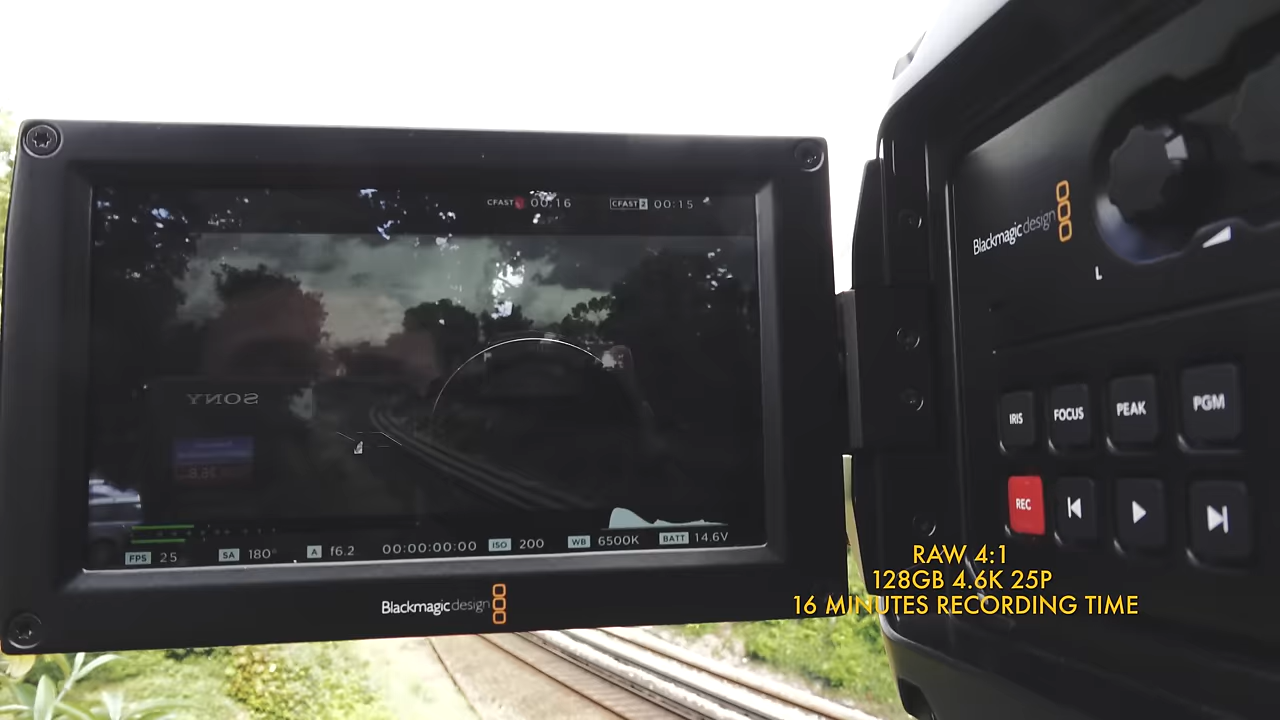 CFAST 00:16 CFAST 2 00:15
SONY
FPS 25 SA 180° A f6.2 00:00:00:00 ISO 200 WB 6500K BATT 14.6V
Blackmagicdesign
Blackmagicdesign
L
IRIS FOCUS PEAK PGM
REC
RAW 4:1
128GB 4.6K 25P
16 MINUTES RECORDING TIME